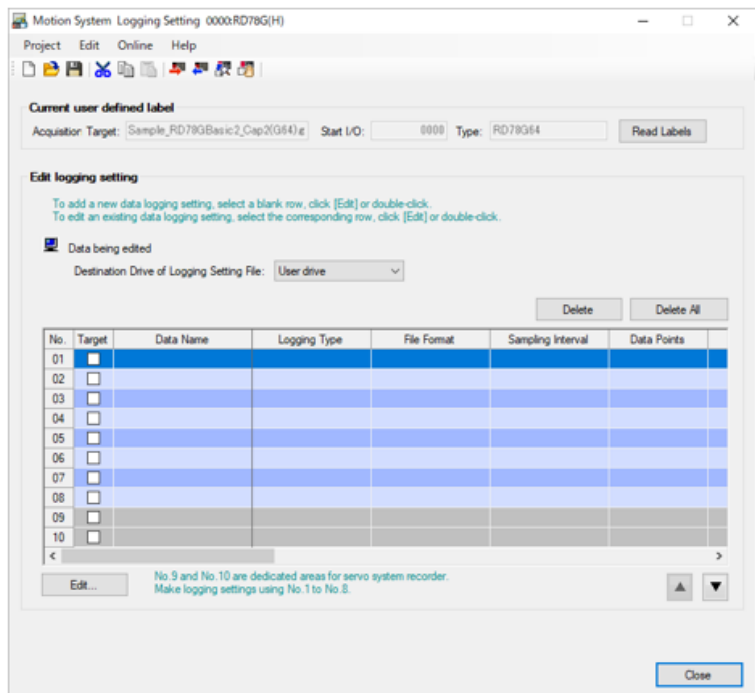 Motion System Logging Setting 0000:RD78G(H)
Project Edit Online Help
Current user defined label
Acquisition Target: Sample_RD78GBasic2_Cap2(G64).g Start I/O: 0000 Type: RD78G64 Read Labels
Edit logging setting
To add a new data logging setting, select a blank row, click [Edit] or double-click.
To edit an existing data logging setting, select the corresponding row, click [Edit] or double-click.
Data being edited
Destination Drive of Logging Setting File: User drive
Delete Delete All
No. Target Data Name Logging Type File Format Sampling Interval Data Points
01
02
03
04
05
06
07
08
09
10
Edit... No.9 and No.10 are dedicated areas for servo system recorder.
Make logging settings using No.1 to No.8.
Close